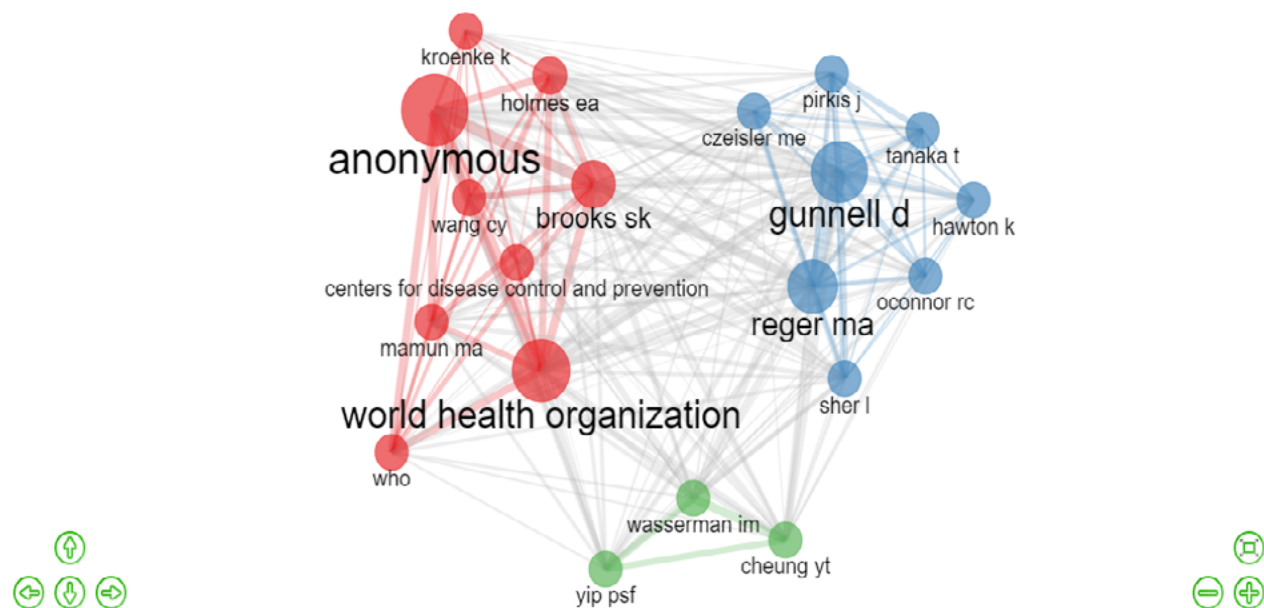 kroenke k
holmes ea
anonymous
wang cy
brooks sk
centers for disease control and prevention
mamun ma
world health organization
who
pirkis j
czeisler me
tanaka t
gunnell d
hawton k
oconnor rc
reger ma
sher l
wasserman im
cheung yt
yip psf